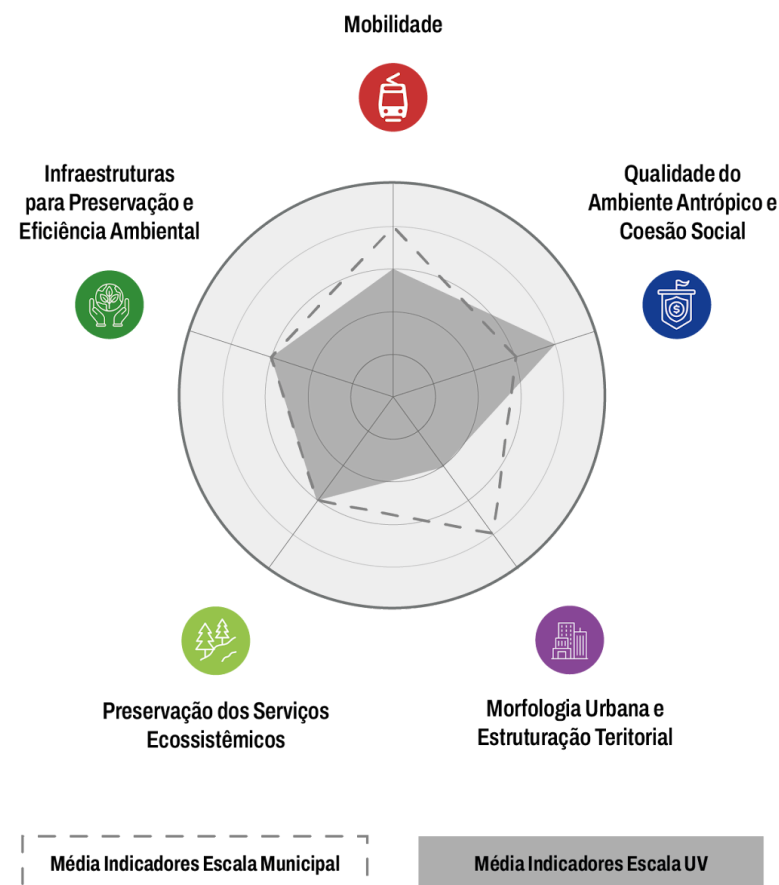 Mobilidade
Infraestruturas
para Preservação e
Eficiência Ambiental
Qualidade do
Ambiente Antrópico e
Coesão Social
$
Preservação dos Serviços
Ecossistêmicos
Morfologia Urbana e
Estruturação Teritorial
Média Indicadores Escala Municipal
Média Indicadores Escala UV